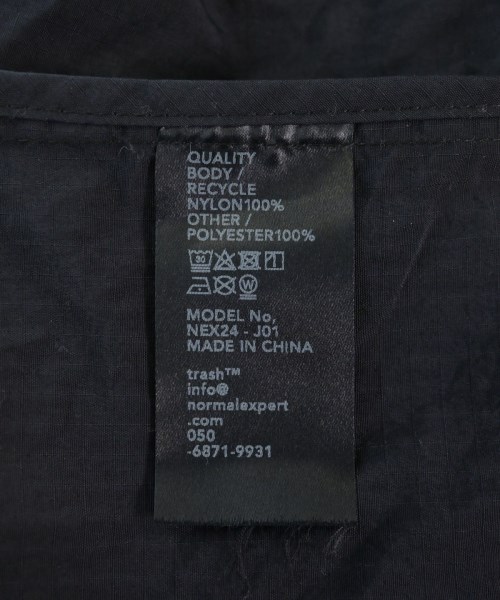 QUALITY
BODY /
RECYCLE
NYLON100%
OTHER /
POLYESTER100%
30
W
MODEL No,
NEX24 - J01
MADE IN CHINA
trash™
info@
normalexpert
.com
050
-6871-9931